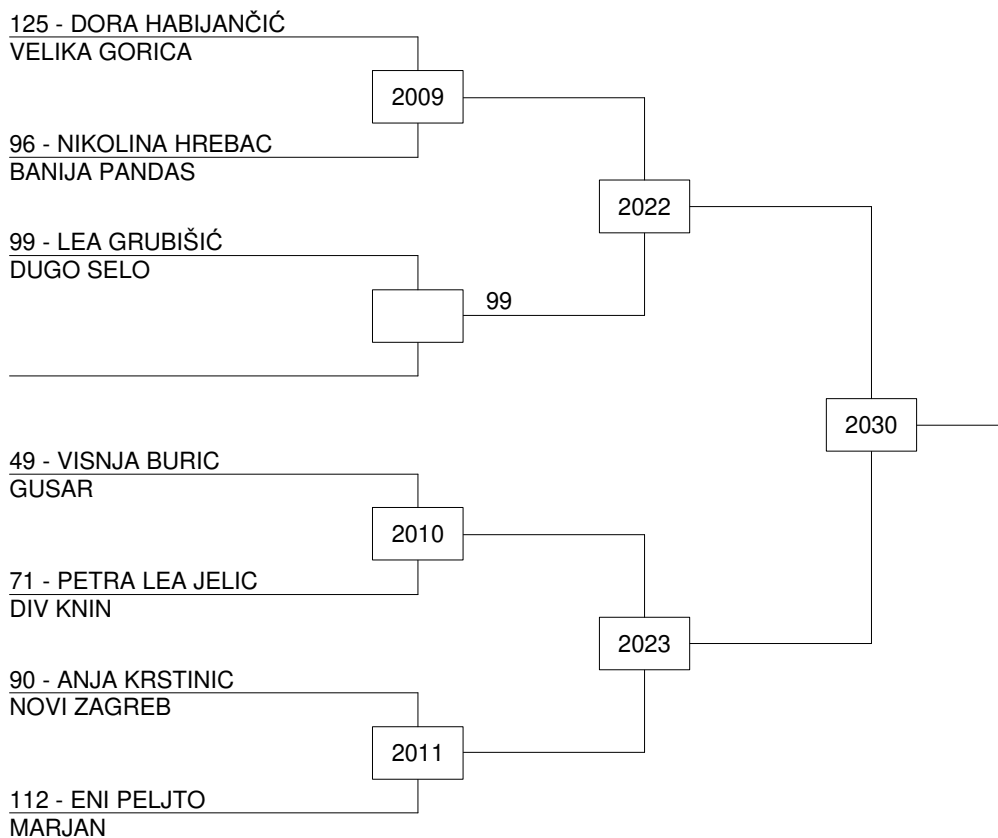 125 - DORA HABIJANČIĆ
VELIKA GORICA
2009
96 - NIKOLINA HREBAC
BANIJA PANDAS
2022
99 - LEA GRUBIŠIĆ
DUGO SELO
99
2030
49 - VISNJA BURIC
GUSAR
2010
71 - PETRA LEA JELIC
DIV KNIN
2023
90 - ANJA KRSTINIC
NOVI ZAGREB
2011
112 - ENI PELJTO
MARJAN